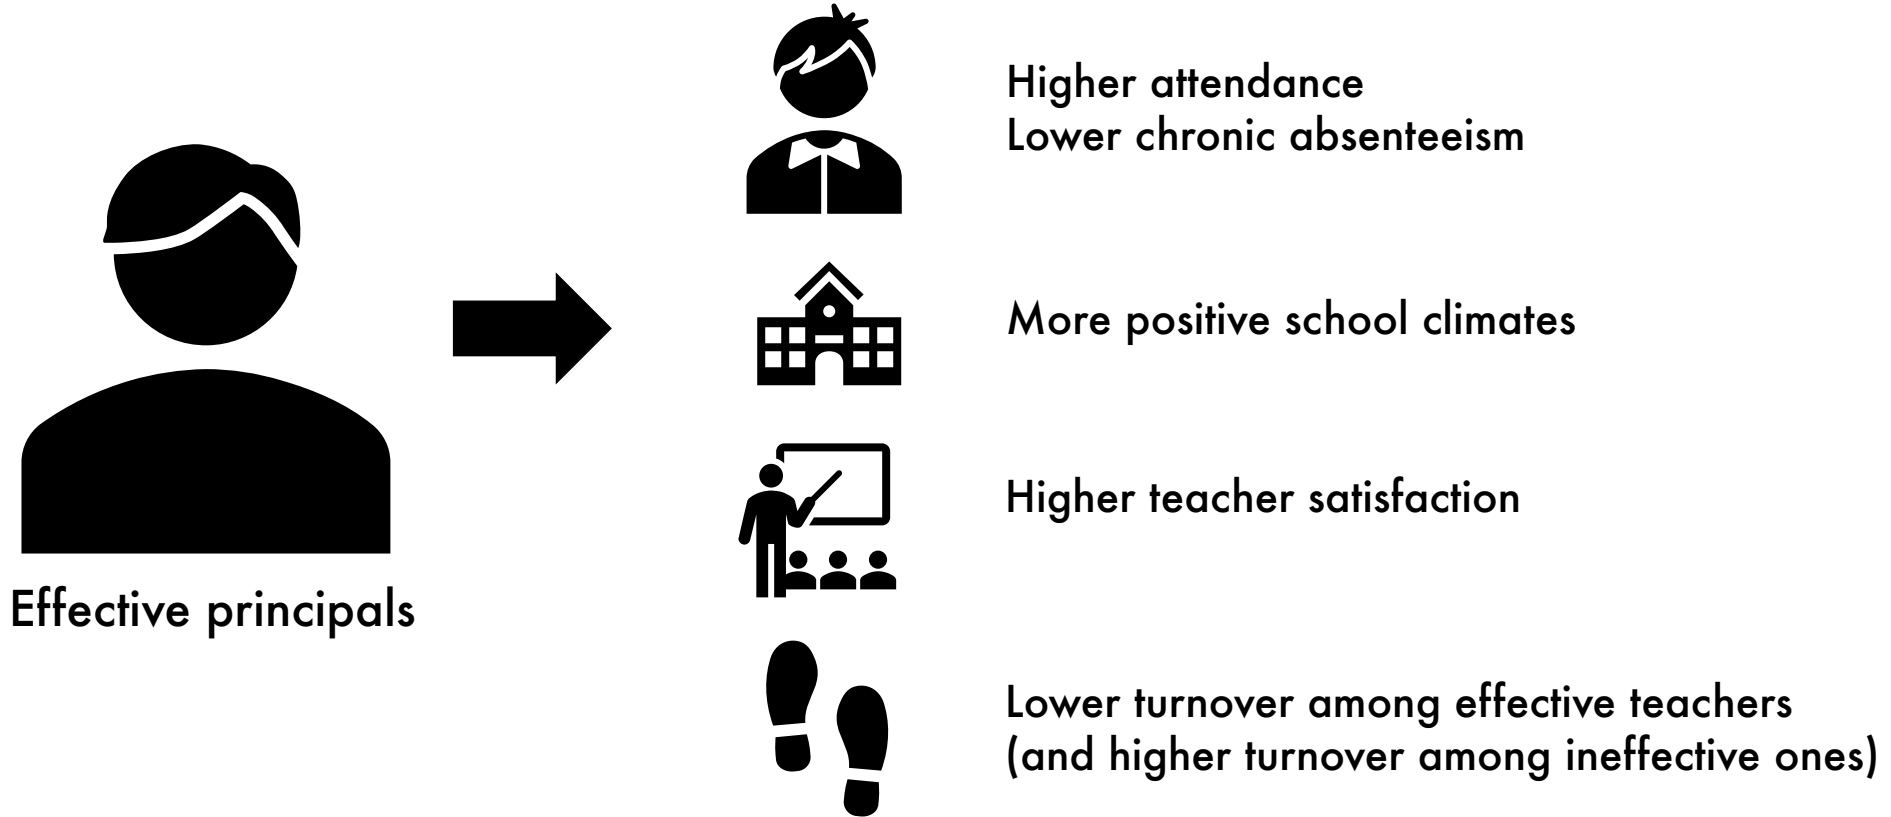 Higher attendance
Lower chronic absenteeism
More positive school climates
Higher teacher satisfaction
Effective principals
Lower turnover among effective teachers
(and higher turnover among ineffective ones)